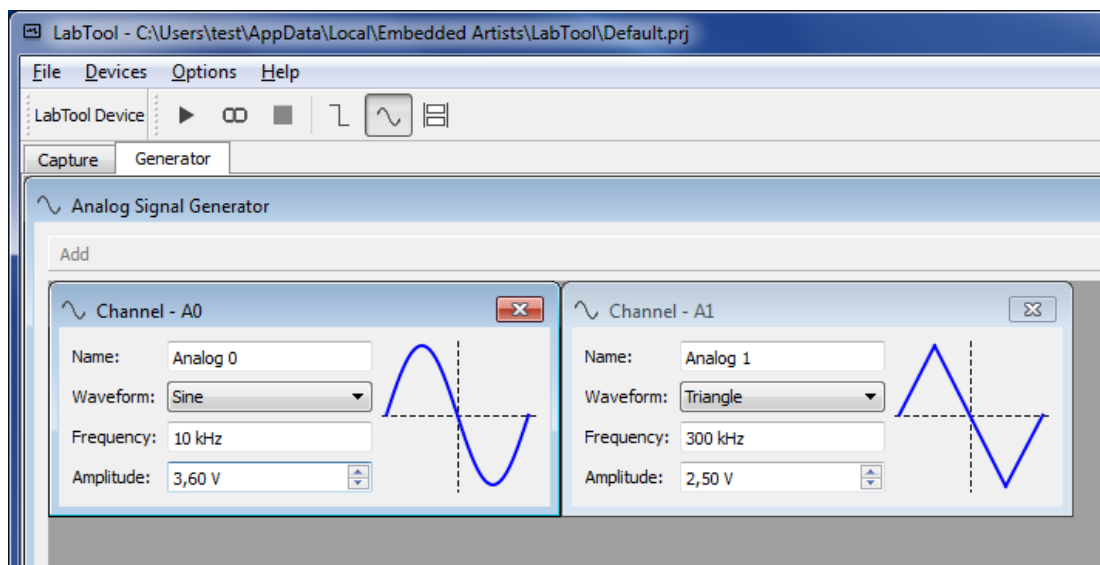 LabTool - C:\Users\test\AppData\Local\Embedded Artists\LabTool\Default.prj
File Devices Options Help
LabTool Device
Capture Generator
Analog Signal Generator
Add
Channel - A0
Name: Analog 0
Waveform: Sine
Frequency: 10 kHz
Amplitude: 3,60 V
Channel - A1
Name: Analog 1
Waveform: Triangle
Frequency: 300 kHz
Amplitude: 2,50 V